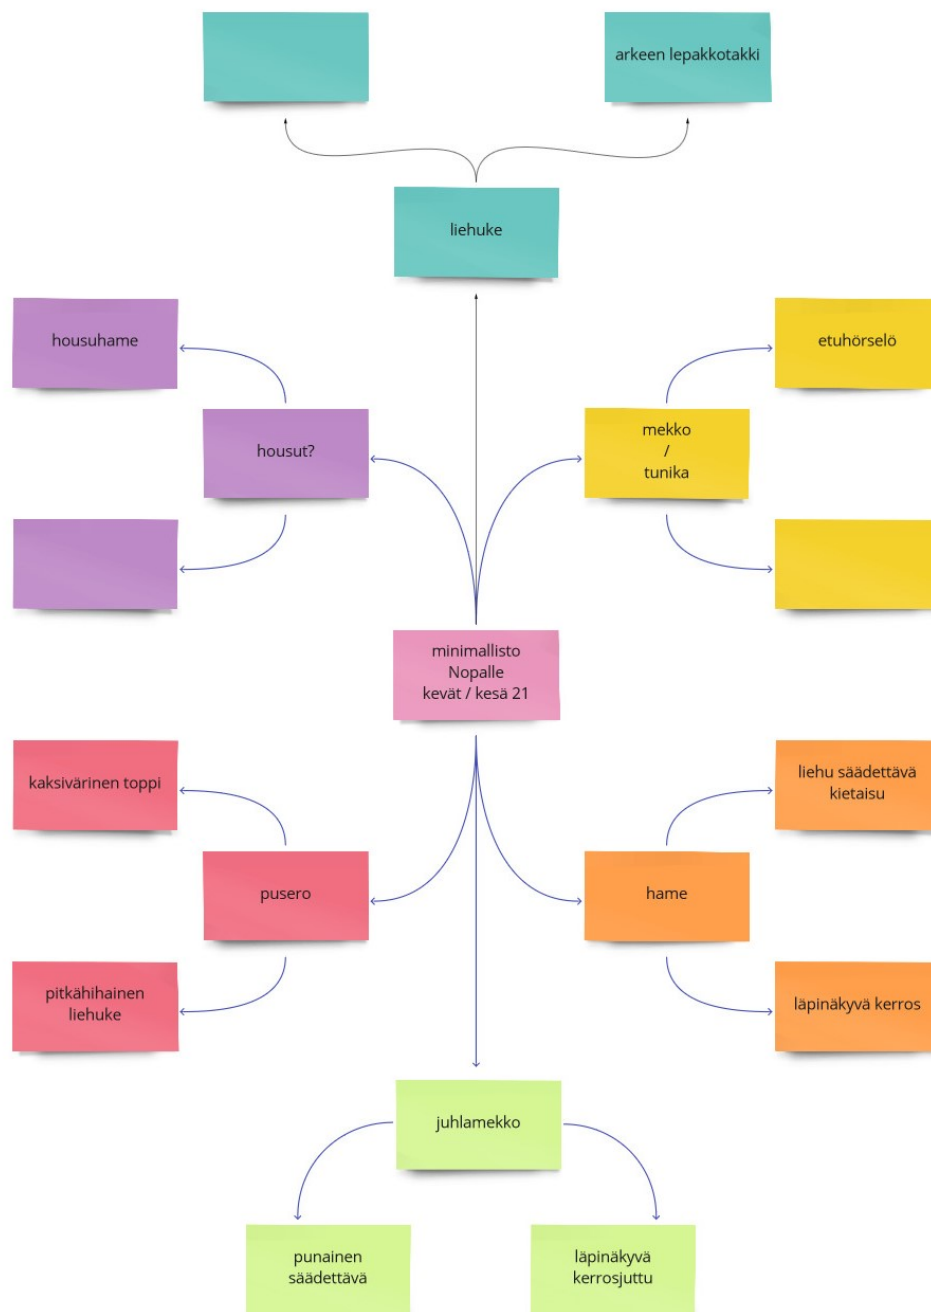 arkeen lepakkotakki
liehuke
housuhame
etuhörselö
housut?
mekko
/
tunika
minimallisto
Nopalle
kevät / kesä 21
kaksivärinen toppi
liehu säädettävä
kietaisu
pusero
hame
pitkähihainen
liehuke
läpinäkyvä kerros
juhlamekko
punainen
säädettävä
läpinäkyvä
kerrosjuttu